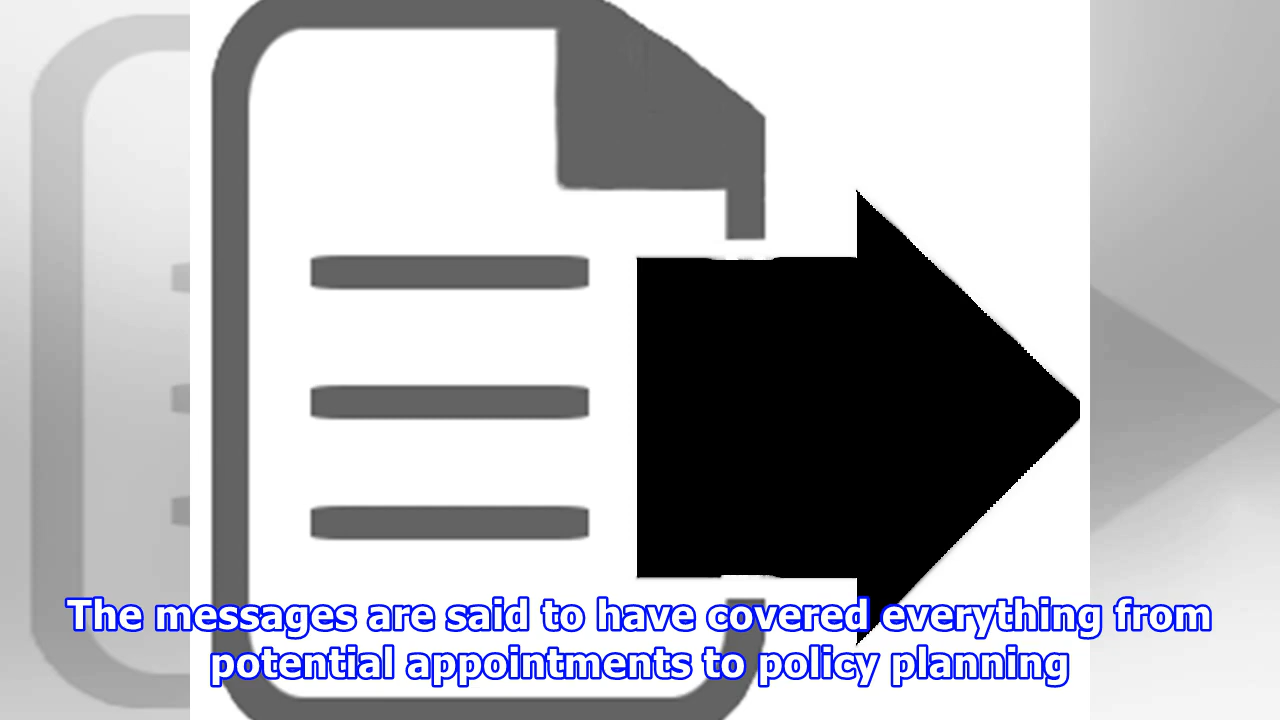 The messages are said to have covered everything from
potential appointments to policy planning